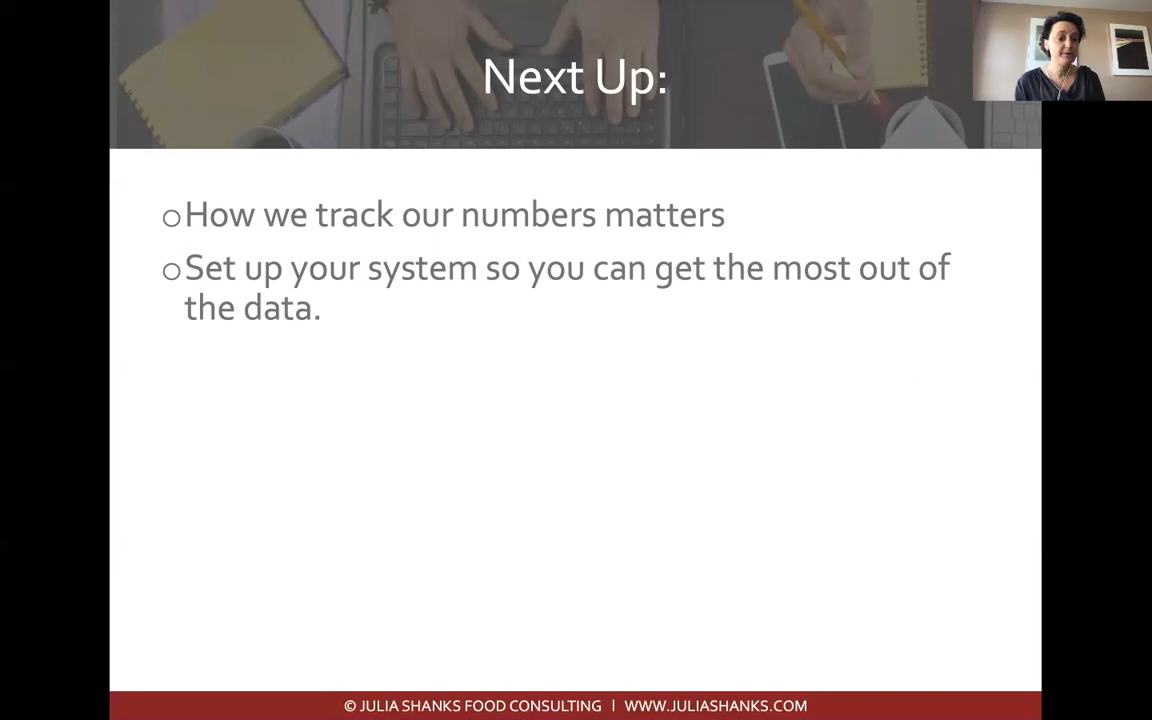 Next Up:
○How we track our numbers matters
○Set up your system so you can get the most out of
the data.
© JULIA SHANKS FOOD CONSULTING | WWW.JULIASHANKS.COM